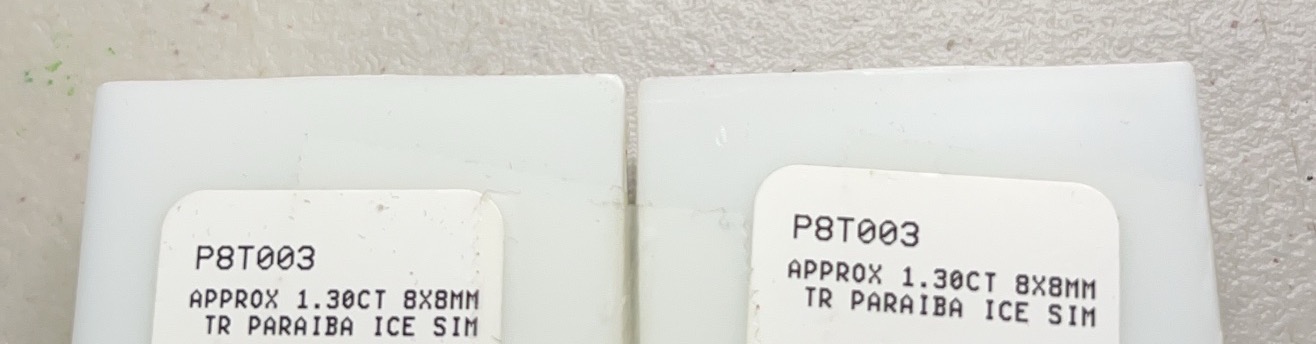 P8T003
APPROX 1.30CT 8X8MM
TR PARAIBA ICE SIM
P8T003
APPROX 1.30CT 8X8MM
TR PARAIBA ICE SIM